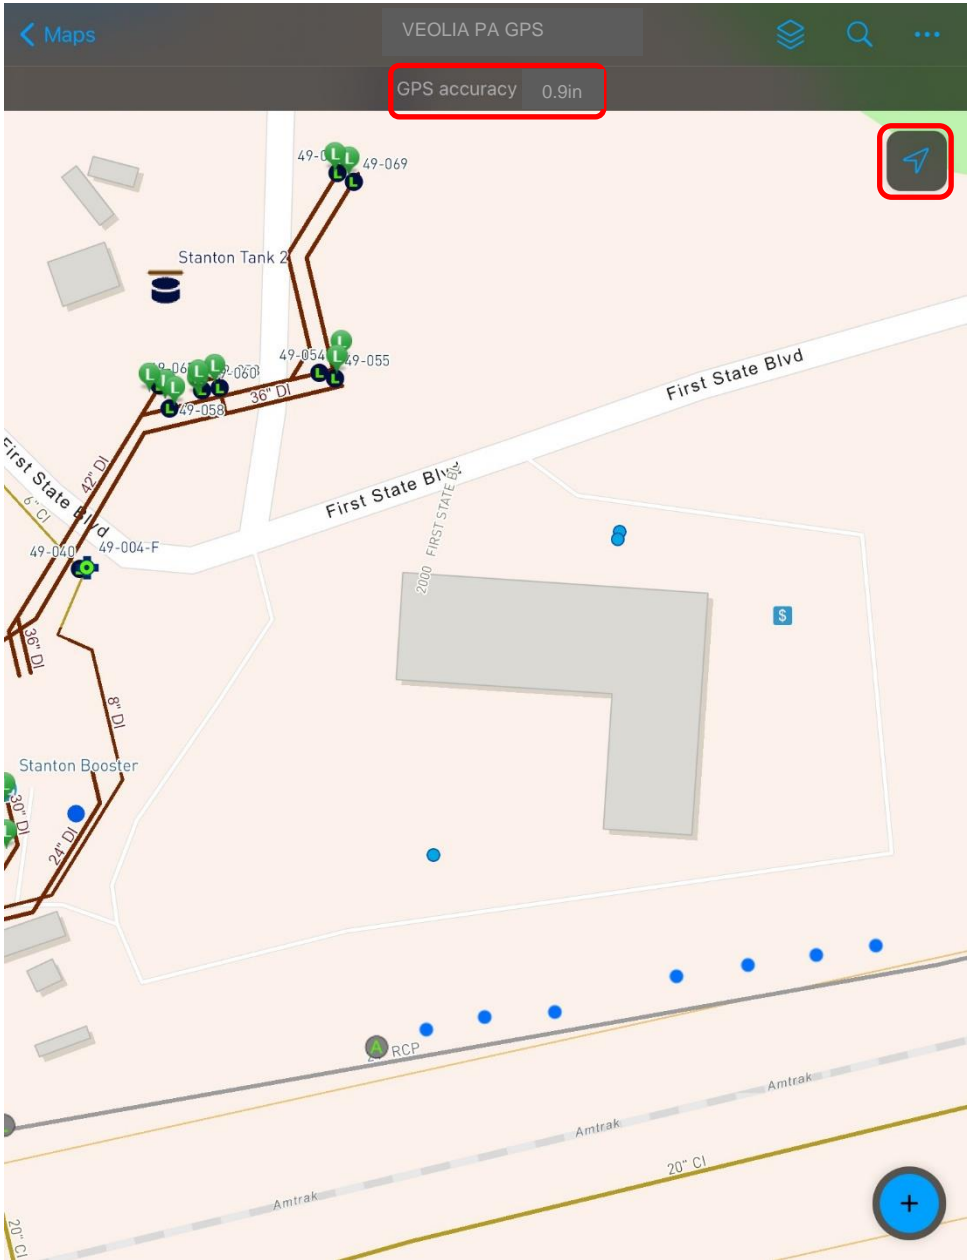 Maps
VEOLIA PA GPS
GPS accuracy 0.9in
49-069
Stanton Tank 2
49-054
49-055
-060
49-058
36" DI
First State Blvd
First State Blvd
2000 FIRST STATE BL
42" DI
First State Blvd
6" CI
49-040
49-004-F
36" DI
$
8" DI
Stanton Booster
30" DI
24" DI
A
RCP
Amtrak
Amtrak
Amtrak
20" CI
20" CI
+